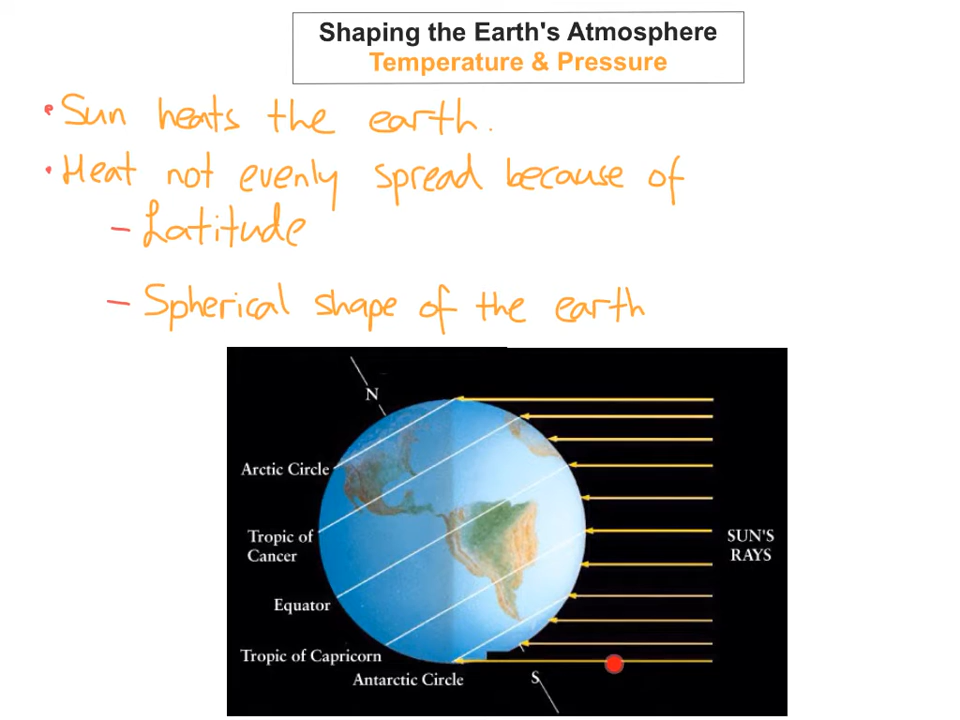 Shaping the Earth's Atmosphere
Temperature & Pressure
• Sun heats the earth.
• Heat not evenly spread because of
– Latitude
– Spherical shape of the earth
N
Arctic Circle
Tropic of
Cancer
SUN'S
RAYS
Equator
Tropic of Capricorn
Antarctic Circle
S